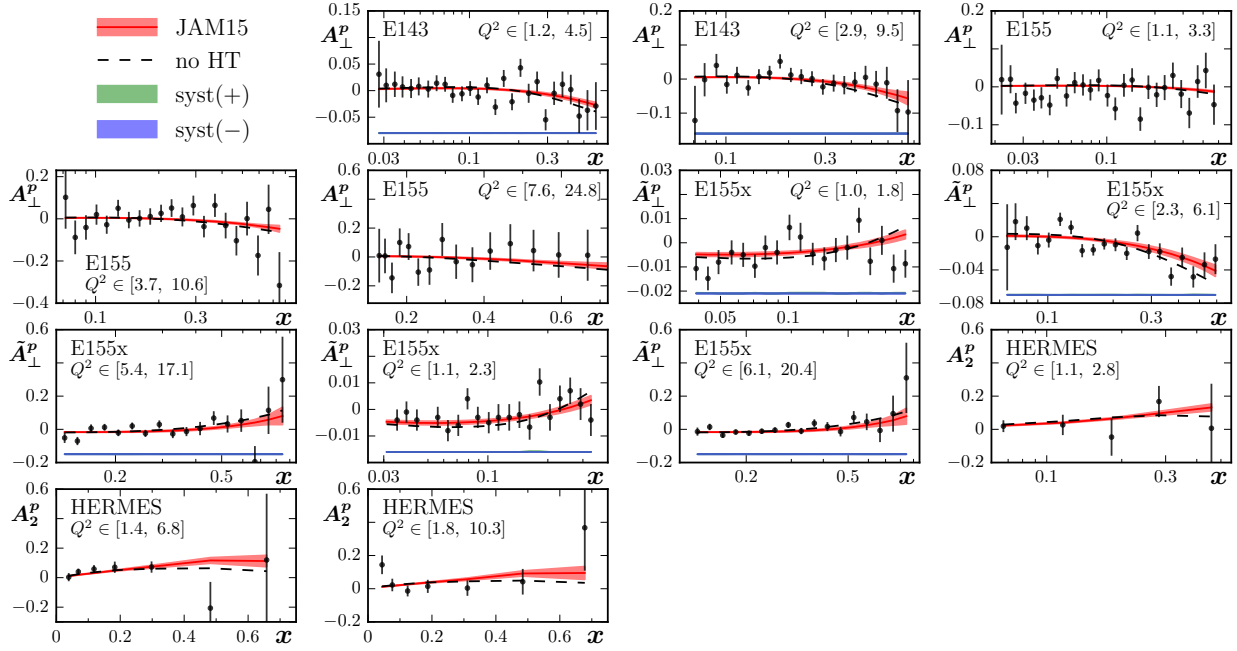 JAM15
no HT
syst(+)
syst(−)
A⊥^p
E143
Q² ∈ [1.2, 4.5]
0.15
0.05
−0.05
0.03 0.1 0.3 x
A⊥^p
E143
Q² ∈ [2.9, 9.5]
0.1
0
−0.1
0.1 0.3 x
A⊥^p
E155
Q² ∈ [1.1, 3.3]
0.1
0
−0.1
0.03 0.1 0.3 x
A⊥^p
E155
Q² ∈ [3.7, 10.6]
0.2
0
−0.2
−0.4
0.1 0.3 x
A⊥^p
E155
Q² ∈ [7.6, 24.8]
0.6
0.2
0
−0.2
0.2 0.4 0.6 x
Ã⊥^p
E155x
Q² ∈ [1.0, 1.8]
0.03
0.01
−0.01
−0.02
0.05 0.1 x
Ã⊥^p
E155x
Q² ∈ [2.3, 6.1]
0.04
0
−0.04
−0.08
0.1 0.3 x
Ã⊥^p
E155x
Q² ∈ [5.4, 17.1]
0.6
0.2
0
−0.2
0.2 0.5 x
Ã⊥^p
E155x
Q² ∈ [1.1, 2.3]
0.03
0.01
−0.01
0.03 0.1 x
Ã⊥^p
E155x
Q² ∈ [6.1, 20.4]
0.6
0.2
0
−0.2
0.2 0.5 x
A₂^p
HERMES
Q² ∈ [1.1, 2.8]
0.6
0.2
0
−0.2
0.1 0.3 x
A₂^p
HERMES
Q² ∈ [1.4, 6.8]
0.6
0.2
0
−0.2
0 0.2 0.4 0.6 x
A₂^p
HERMES
Q² ∈ [1.8, 10.3]
0.6
0.2
0
−0.2
0 0.2 0.4 0.6 x